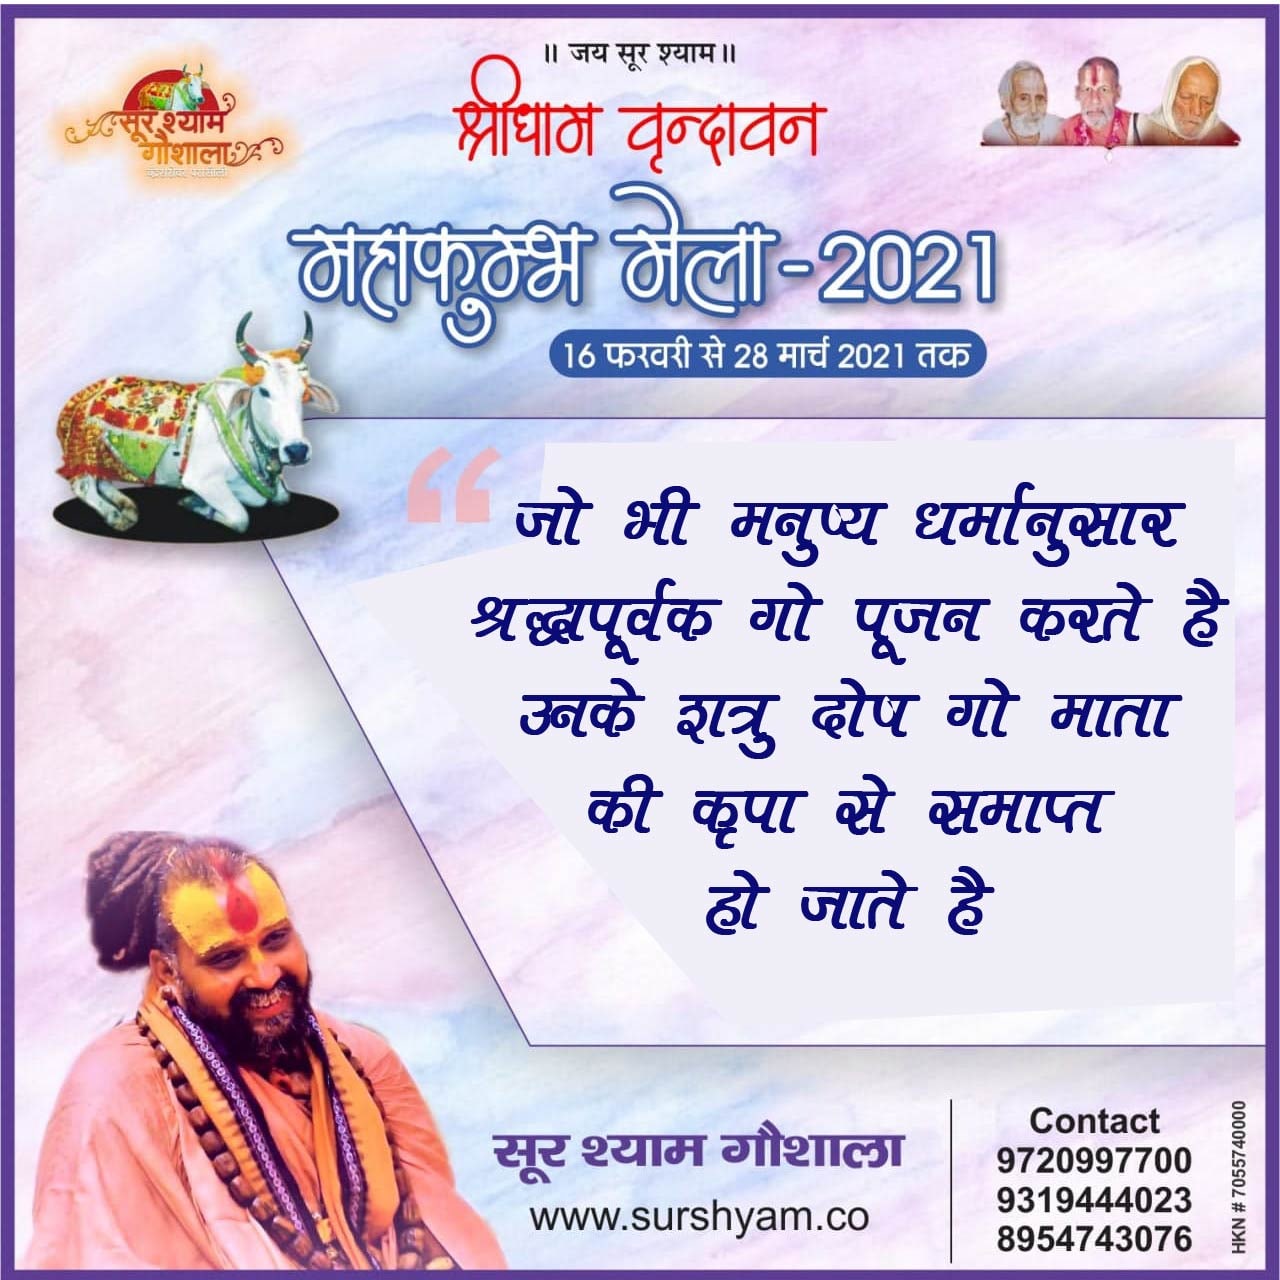 ॥ जय सूर श्याम॥
श्रीधाम वृन्दावन
सूर श्याम
गौशाला
महाकुम्भ मेला - 2021
16 फरवरी से 28 मार्च 2021 तक
“ जो भी मनुष्य धर्मानुसार
श्रद्धापूर्वक गो पूजन करते है
उनके शत्रु दोष गो माता
की कृपा से समाप्त
हो जाते है
सूर श्याम गौशाला
www.surshyam.co
Contact
9720997700
9319444023
8954743076
HKN # 7055740000